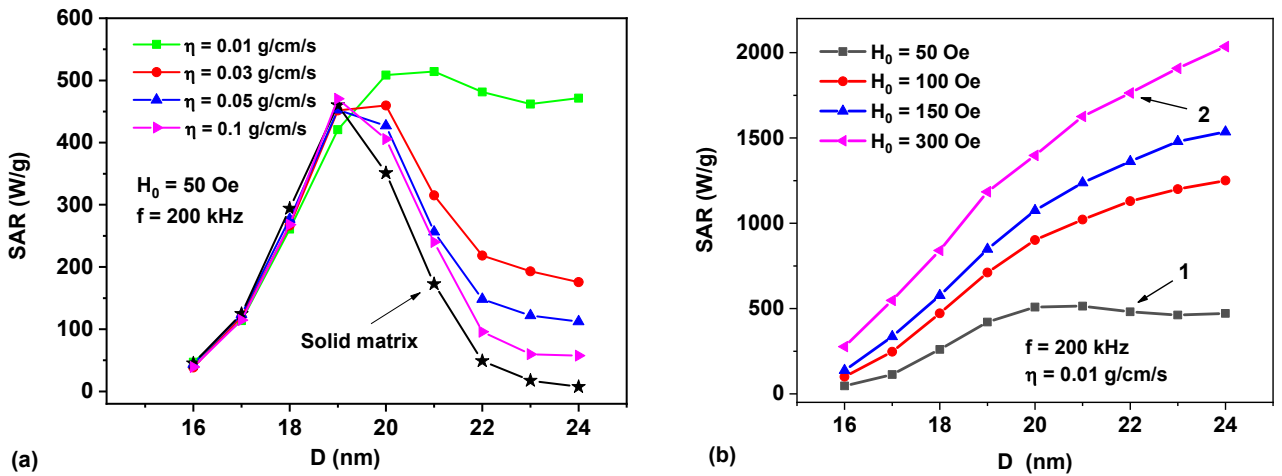 600
500
400
300
200
100
0
SAR (W/g)
η = 0.01 g/cm/s
η = 0.03 g/cm/s
η = 0.05 g/cm/s
η = 0.1 g/cm/s
H₀ = 50 Oe
f = 200 kHz
Solid matrix
16 18 20 22 24
D (nm)
(a)
2000
1500
1000
500
0
SAR (W/g)
H₀ = 50 Oe
H₀ = 100 Oe
H₀ = 150 Oe
H₀ = 300 Oe
2
1
f = 200 kHz
η = 0.01 g/cm/s
16 18 20 22 24
D (nm)
(b)